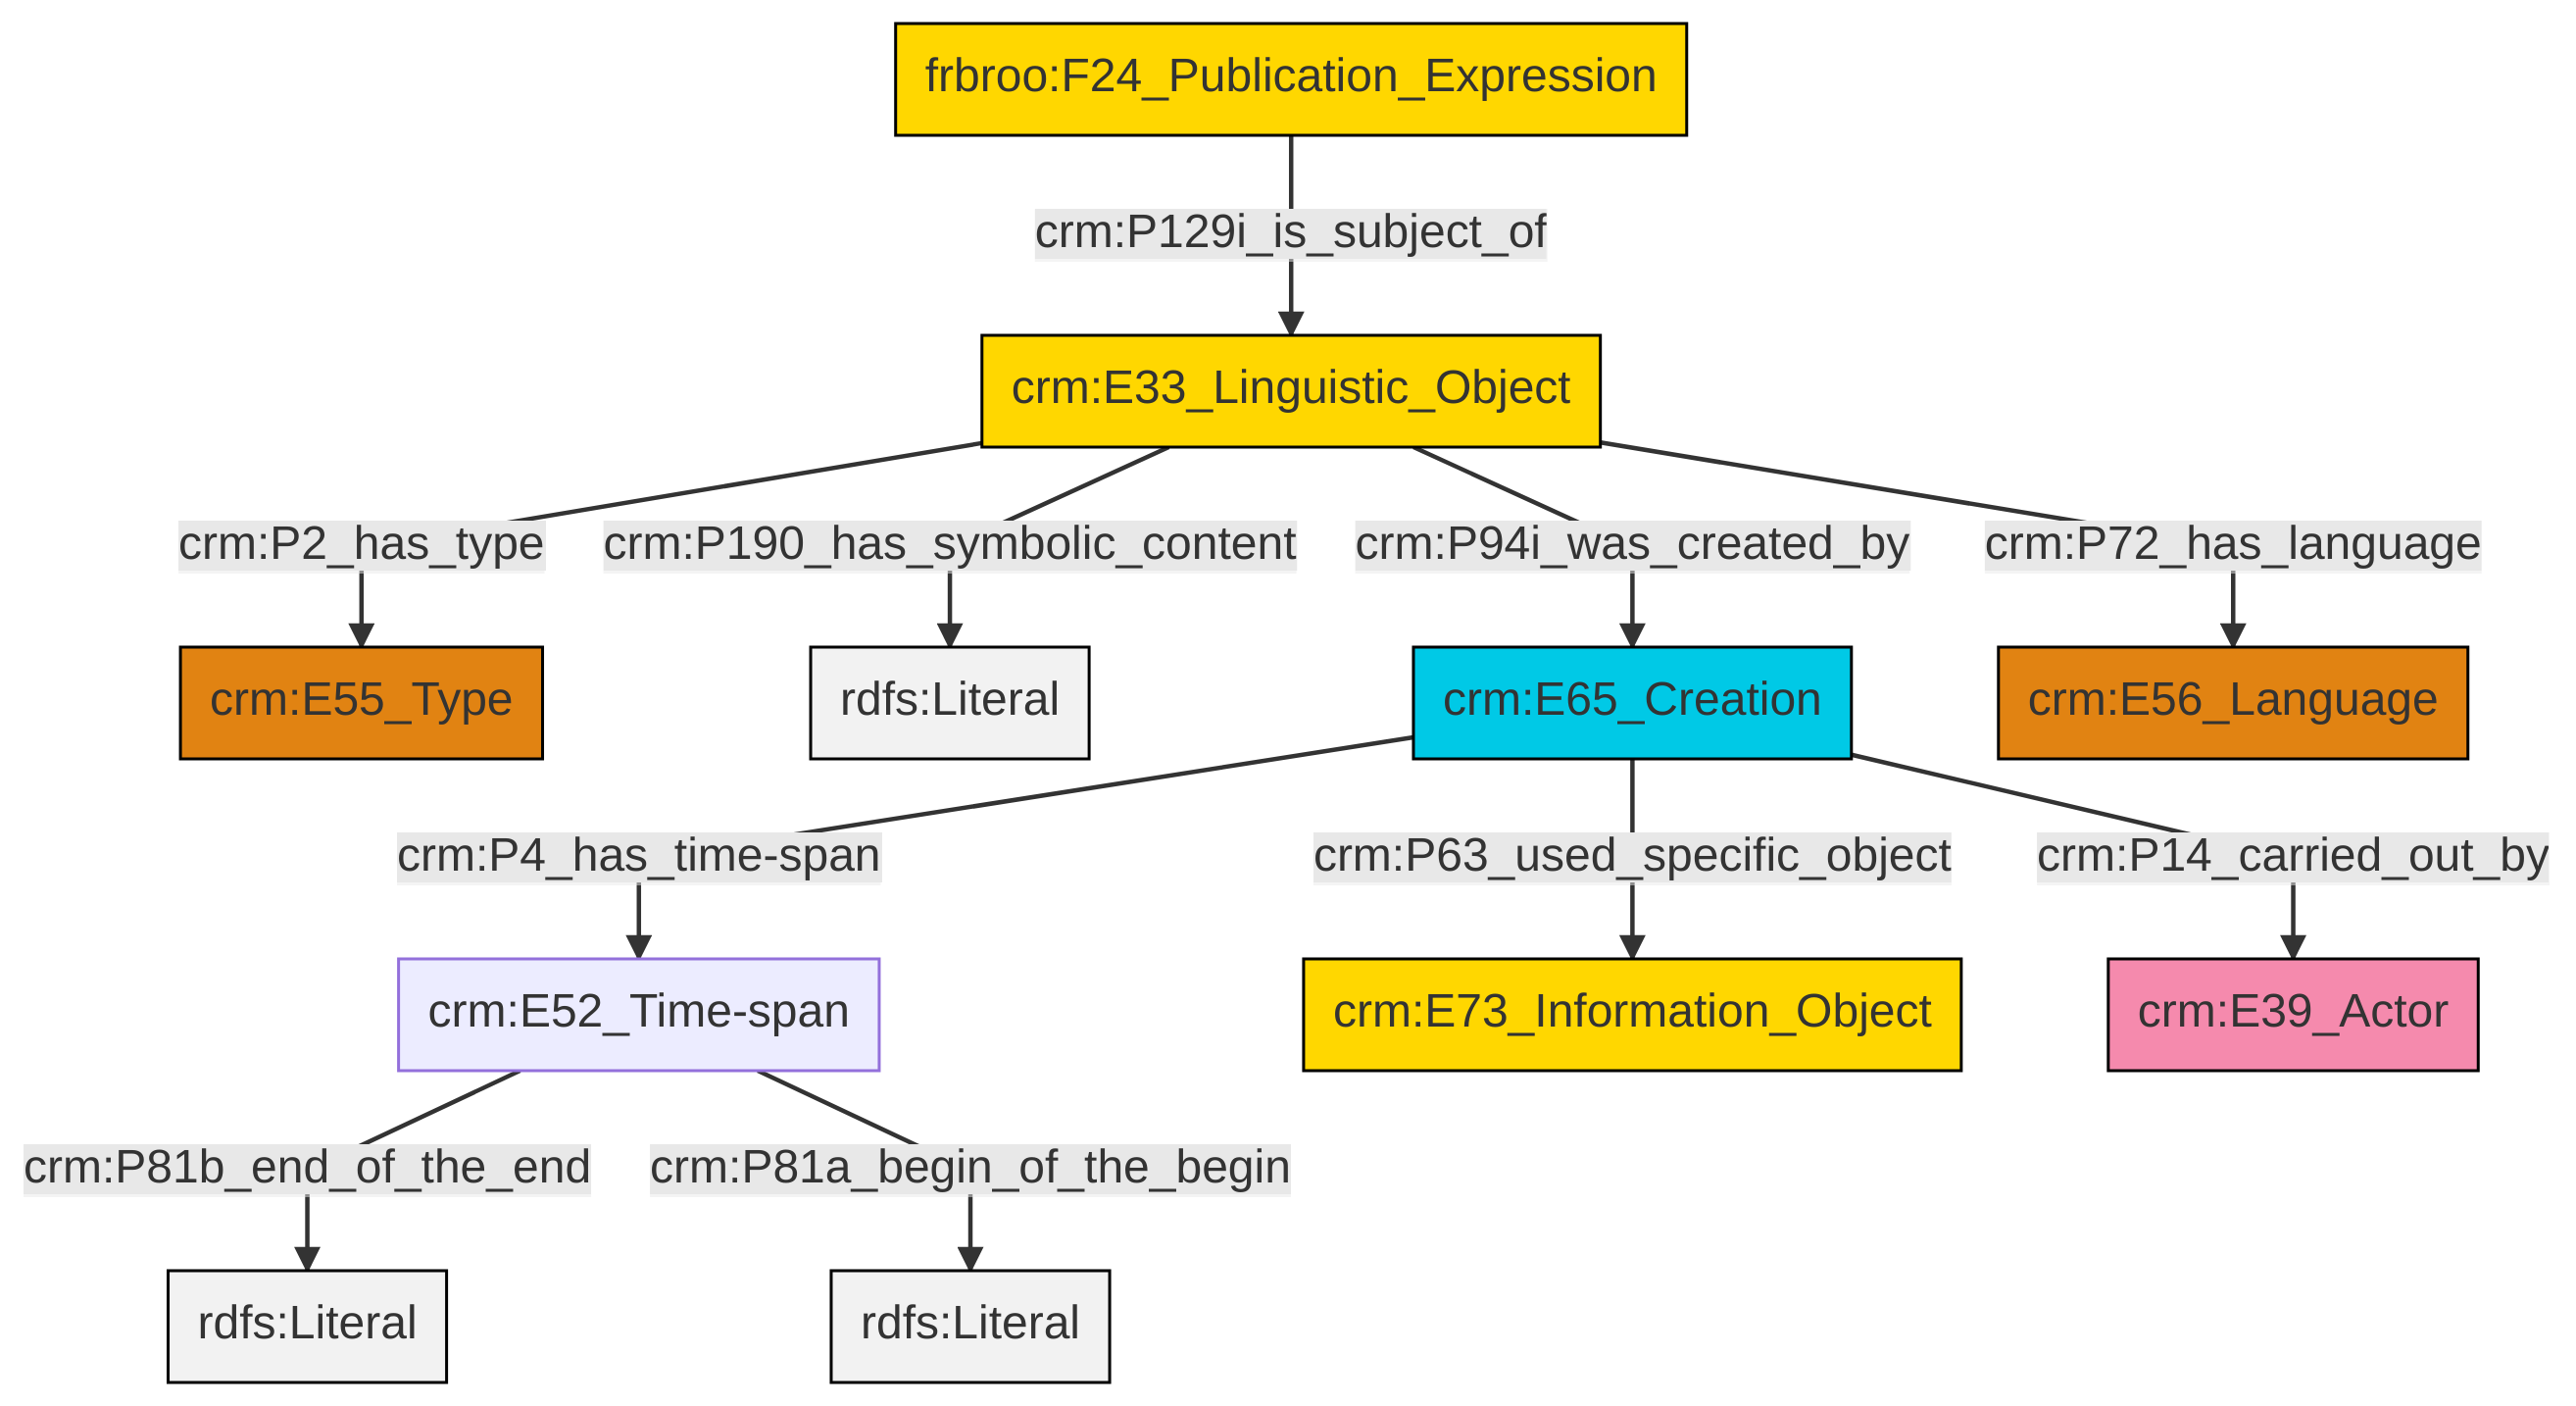 frbroo:F24_Publication_Expression
crm:P129i_is_subject_of
crm:E33_Linguistic_Object
crm:P2_has_type
crm:P190_has_symbolic_content
crm:P94i_was_created_by
crm:P72_has_language
crm:E55_Type
rdfs:Literal
crm:E65_Creation
crm:E56_Language
crm:P4_has_time-span
crm:P63_used_specific_object
crm:P14_carried_out_by
crm:E52_Time-span
crm:E73_Information_Object
crm:E39_Actor
crm:P81b_end_of_the_end
crm:P81a_begin_of_the_begin
rdfs:Literal
rdfs:Literal